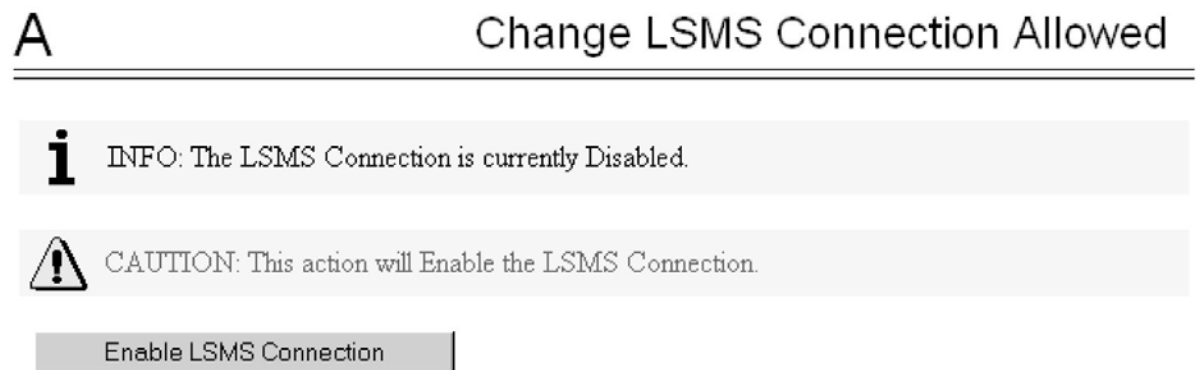 A Change LSMS Connection Allowed
INFO: The LSMS Connection is currently Disabled.
CAUTION: This action will Enable the LSMS Connection.
Enable LSMS Connection